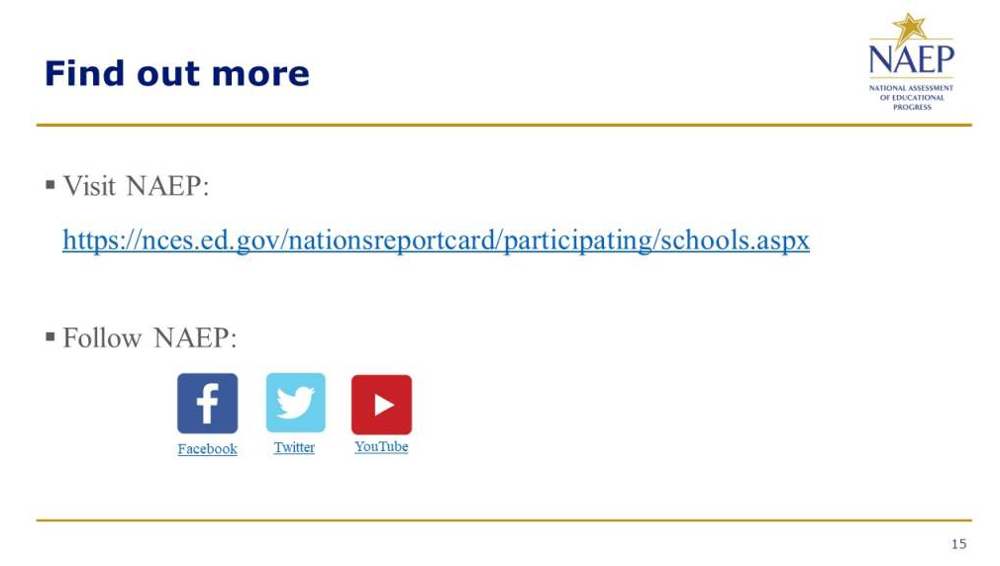 Find out more
NAEP
NATIONAL ASSESSMENT
OF EDUCATIONAL
PROGRESS
▪ Visit NAEP:
https://nces.ed.gov/nationsreportcard/participating/schools.aspx
▪ Follow NAEP:
Facebook Twitter YouTube
15